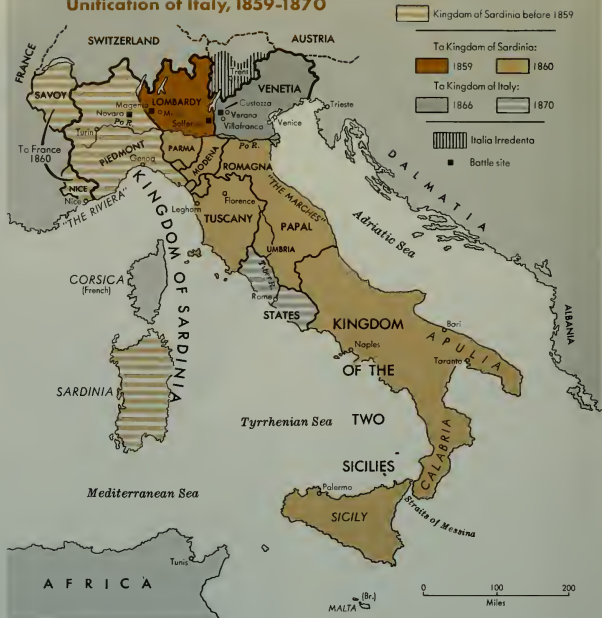 Unification of Italy, 1859-1870
Kingdom of Sardinia before 1859
To Kingdom of Sardinia:
1859
1860
To Kingdom of Italy:
1866
1870
Italia Irredenta
Battle site
FRANCE
SWITZERLAND
AUSTRIA
SAVOY
Magenta
LOMBARDY
Trent
VENETIA
Novara
Custozza
Verona
Solferino
Villafranca
Venice
Trieste
Po R.
Turin
To France
1860
PIEDMONT
PARMA
MODENA
Po R.
ROMAGNA
Genoa
NICE
Nice
"THE RIVIERA"
KINGDOM OF SARDINIA
Leghorn
Florence
TUSCANY
"THE MARCHES"
PAPAL
UMBRIA
DALMATIA
Adriatic Sea
CORSICA
(French)
Tiber R.
Rome
STATES
ALBANIA
KINGDOM
Bari
APULIA
Naples
Taranto
OF THE
SARDINIA
Tyrrhenian Sea
TWO
CALABRIA
SICILIES
Mediterranean Sea
Palermo
SICILY
Straits of Messina
Tunis
AFRICA
MALTA
(Br.)
0 100 200
Miles